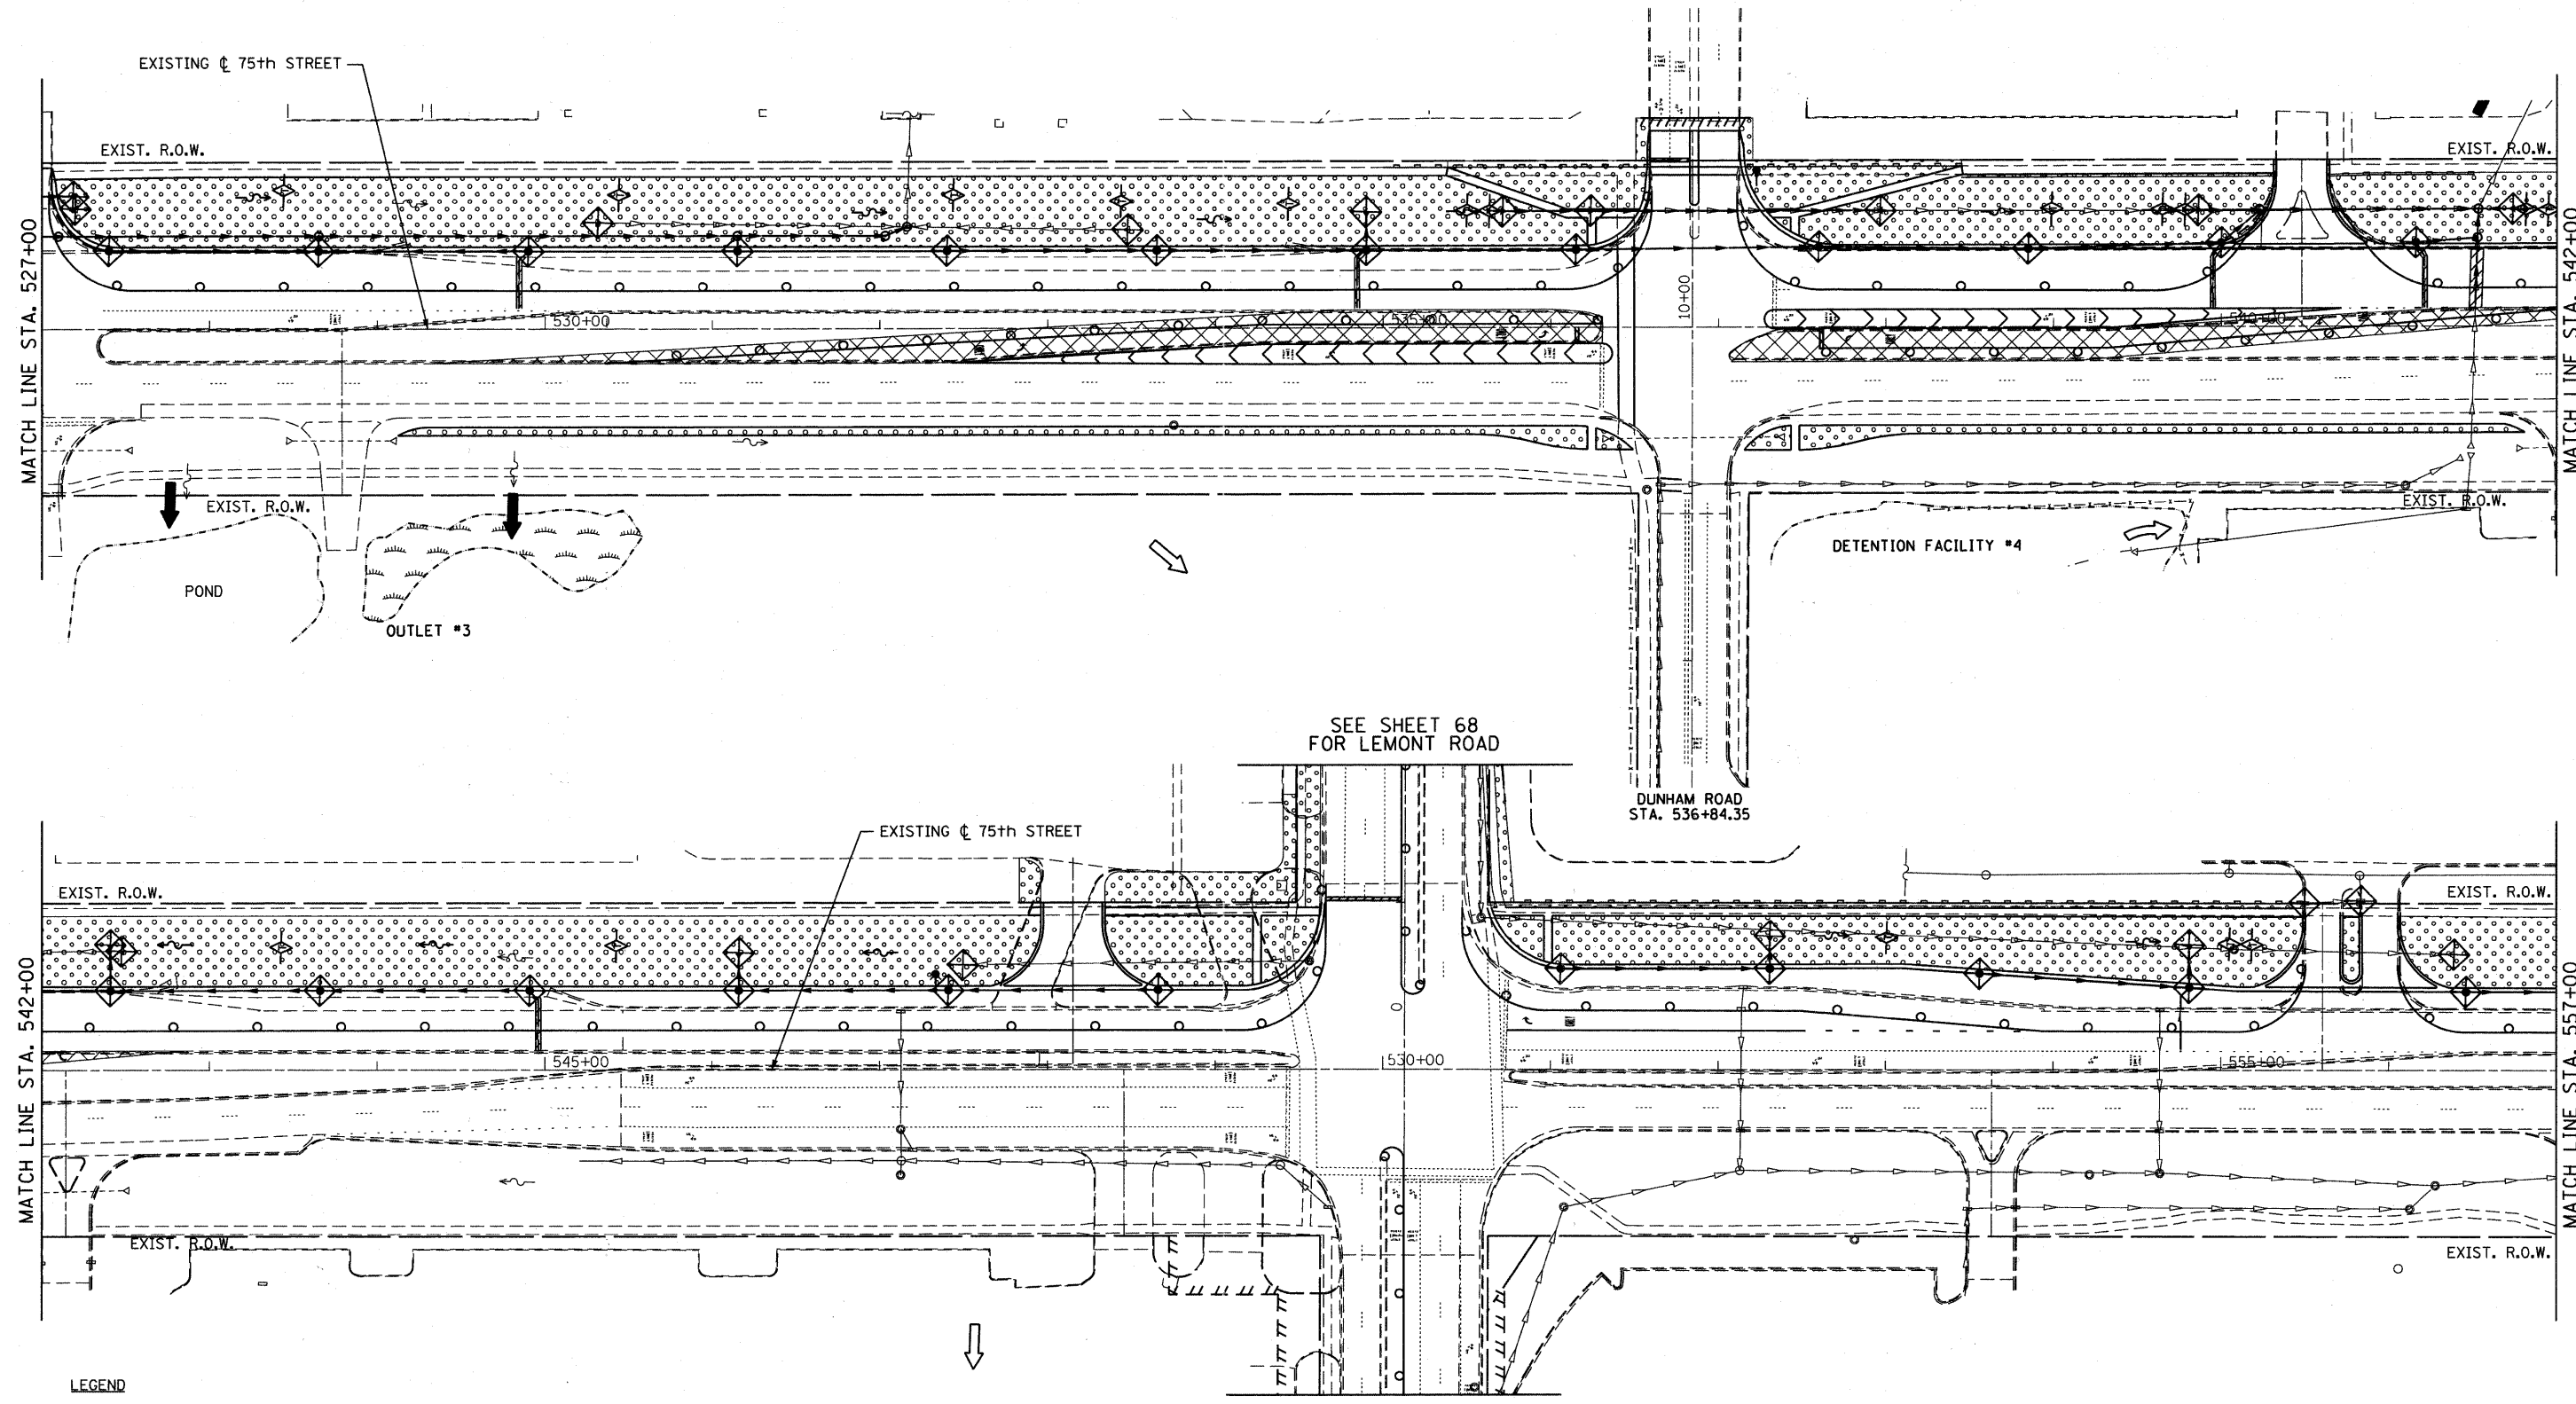 EXISTING ℄ 75th STREET
EXIST. R.O.W.
EXIST. R.O.W.
MATCH LINE STA. 527+00
MATCH LINE STA. 542+00
530+00
535+00
10+00
EXIST. R.O.W.
EXIST. R.O.W.
POND
OUTLET #3
DETENTION FACILITY #4
SEE SHEET 68
FOR LEMONT ROAD
DUNHAM ROAD
STA. 536+84.35
EXISTING ℄ 75th STREET
EXIST. R.O.W.
EXIST. R.O.W.
MATCH LINE STA. 542+00
MATCH LINE STA. 557+00
545+00
530+00
555+00
EXIST. R.O.W.
EXIST. R.O.W.
LEGEND